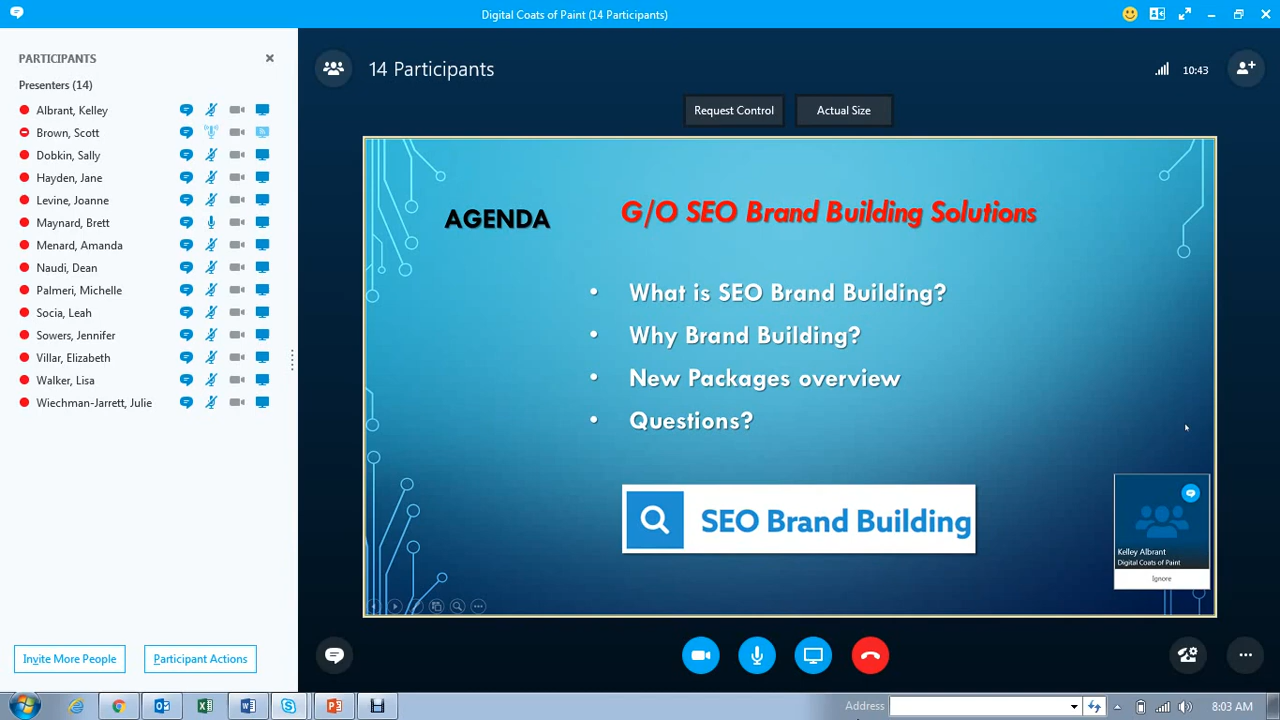 Digital Coats of Paint (14 Participants)
PARTICIPANTS
Presenters (14)
Albrant, Kelley
Brown, Scott
Dobkin, Sally
Hayden, Jane
Levine, Joanne
Maynard, Brett
Menard, Amanda
Naudi, Dean
Palmeri, Michelle
Socia, Leah
Sowers, Jennifer
Villar, Elizabeth
Walker, Lisa
Wiechman-Jarrett, Julie
Invite More People
Participant Actions
14 Participants
10:43
Request Control
Actual Size
AGENDA
G/O SEO Brand Building Solutions
• What is SEO Brand Building?
• Why Brand Building?
• New Packages overview
• Questions?
SEO Brand Building
Kelley Albrant
Digital Coats of Paint
Ignore
Address
8:03 AM